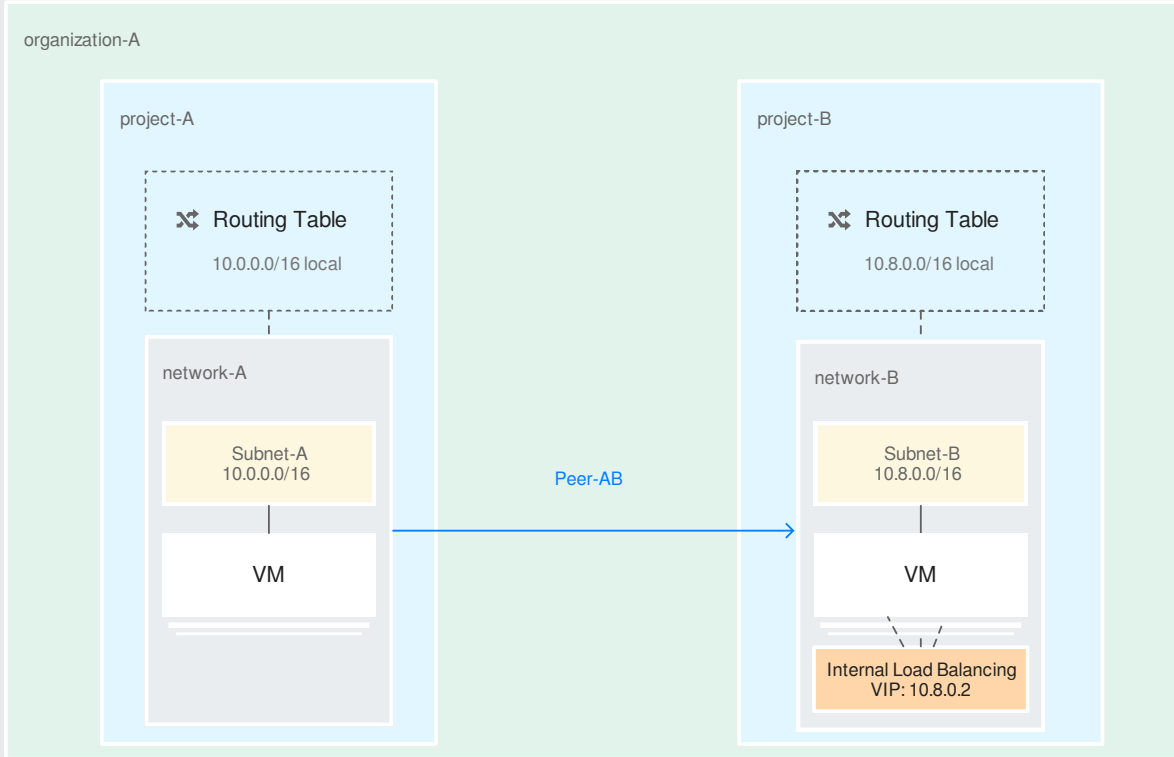 organization-A
project-A
Routing Table
10.0.0.0/16 local
network-A
Subnet-A
10.0.0.0/16
VM
Peer-AB
project-B
Routing Table
10.8.0.0/16 local
network-B
Subnet-B
10.8.0.0/16
VM
Internal Load Balancing
VIP: 10.8.0.2